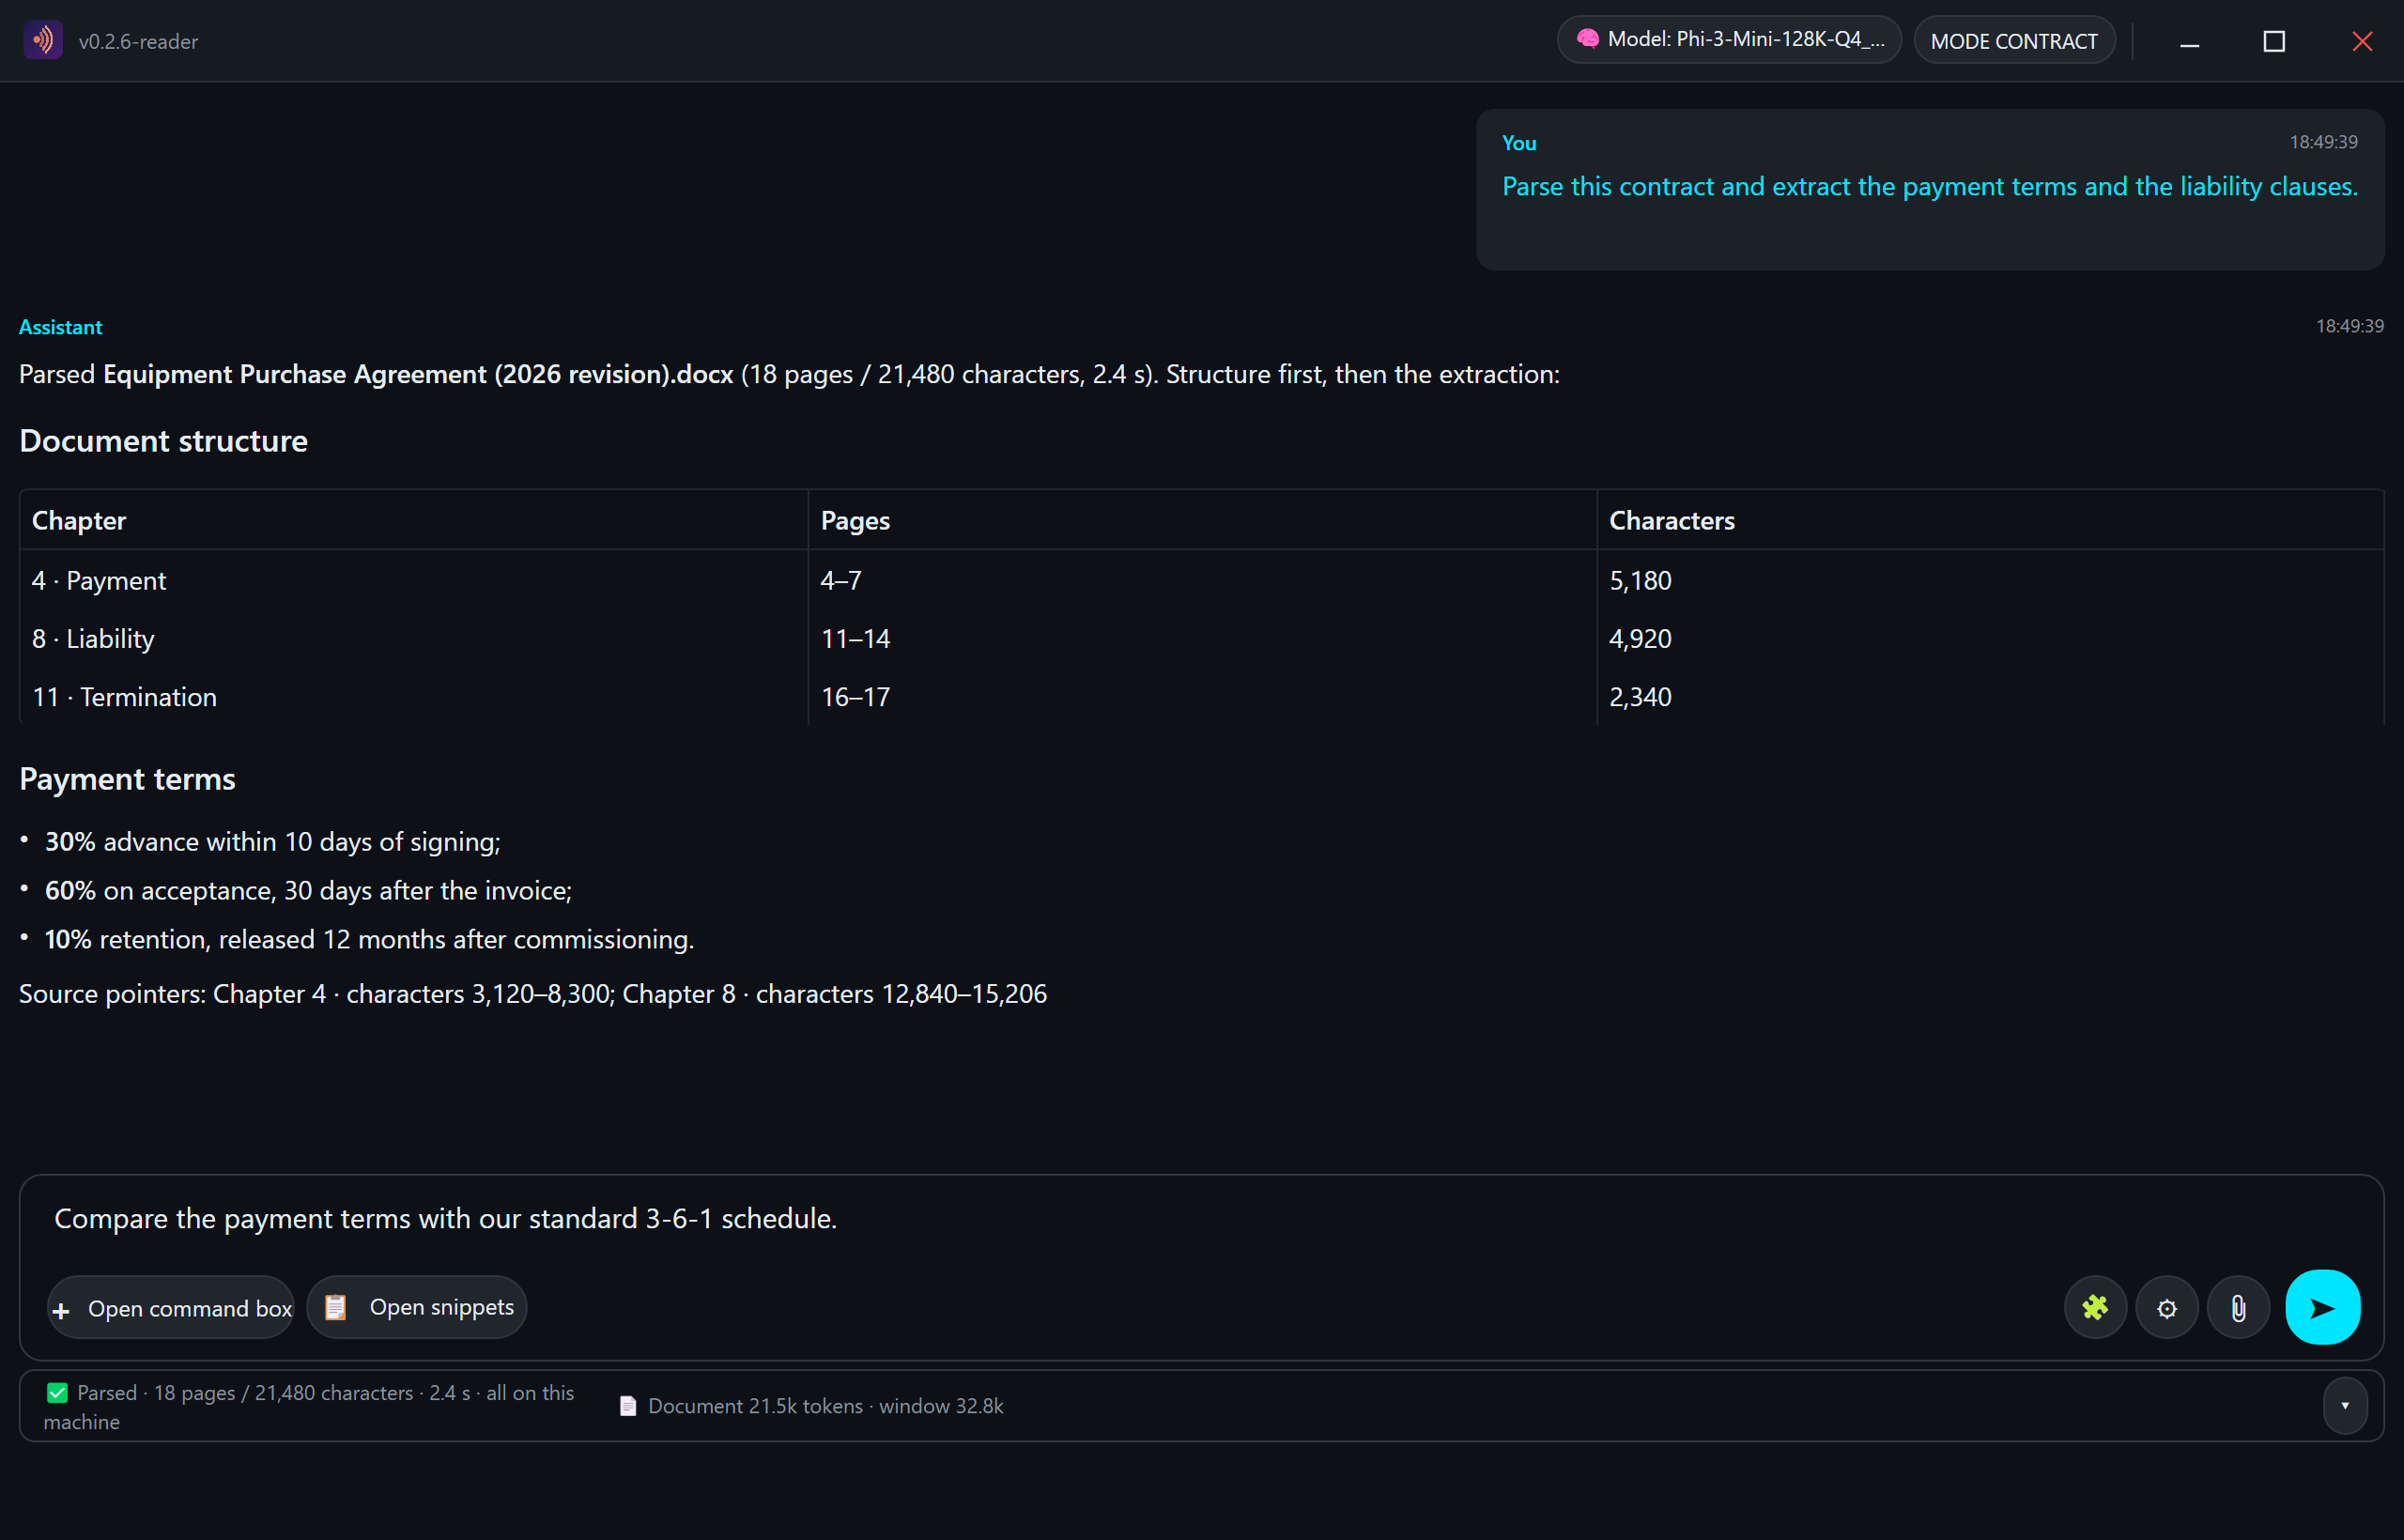 v0.2.6-reader
Model: Phi-3-Mini-128K-Q4_...
MODE CONTRACT
You
18:49:39
Parse this contract and extract the payment terms and the liability clauses.
Assistant
18:49:39
Parsed Equipment Purchase Agreement (2026 revision).docx (18 pages / 21,480 characters, 2.4 s). Structure first, then the extraction:
Document structure
Chapter Pages Characters
4 · Payment 4–7 5,180
8 · Liability 11–14 4,920
11 · Termination 16–17 2,340
Payment terms
• 30% advance within 10 days of signing;
• 60% on acceptance, 30 days after the invoice;
• 10% retention, released 12 months after commissioning.
Source pointers: Chapter 4 · characters 3,120–8,300; Chapter 8 · characters 12,840–15,206
Compare the payment terms with our standard 3-6-1 schedule.
+ Open command box
Open snippets
Parsed · 18 pages / 21,480 characters · 2.4 s · all on this
machine
Document 21.5k tokens · window 32.8k